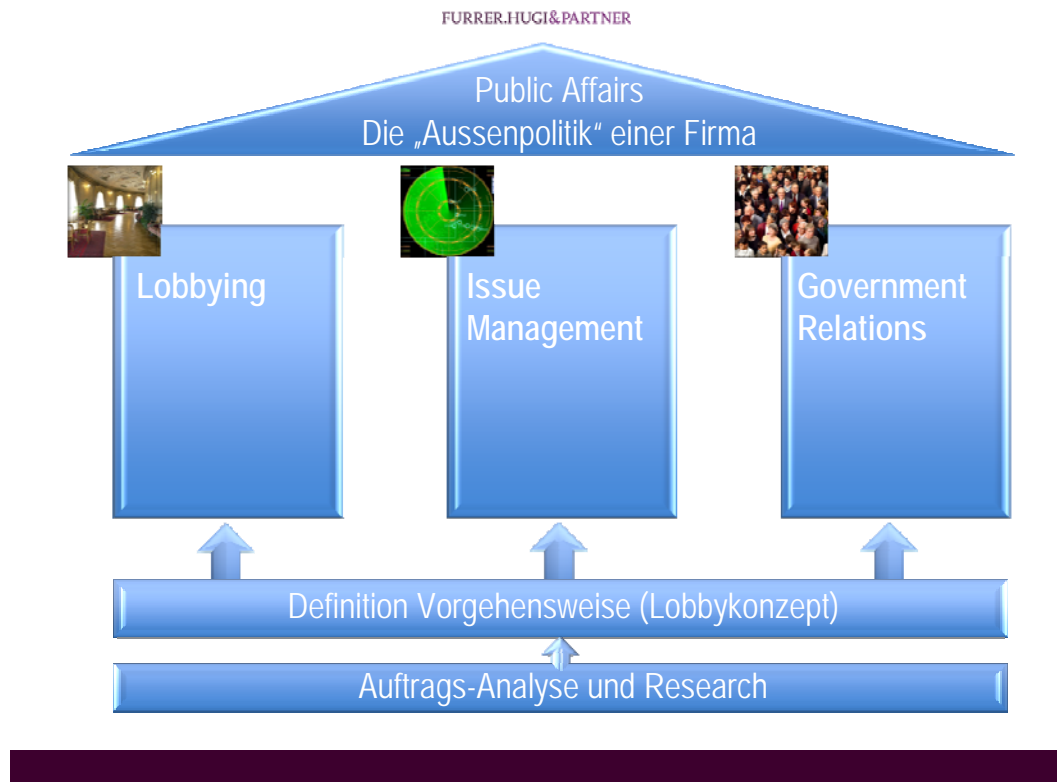 FURRER.HUGI&PARTNER
Public Affairs
Die „Aussenpolitik" einer Firma
Lobbying
Issue
Management
Government
Relations
Definition Vorgehensweise (Lobbykonzept)
Auftrags-Analyse und Research